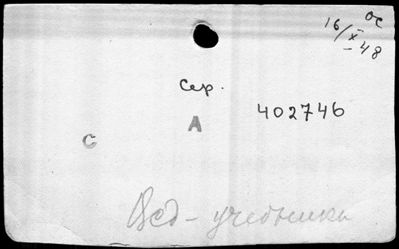 ос
16/X-48
Сер.
402746
А
С
Вед - учебники